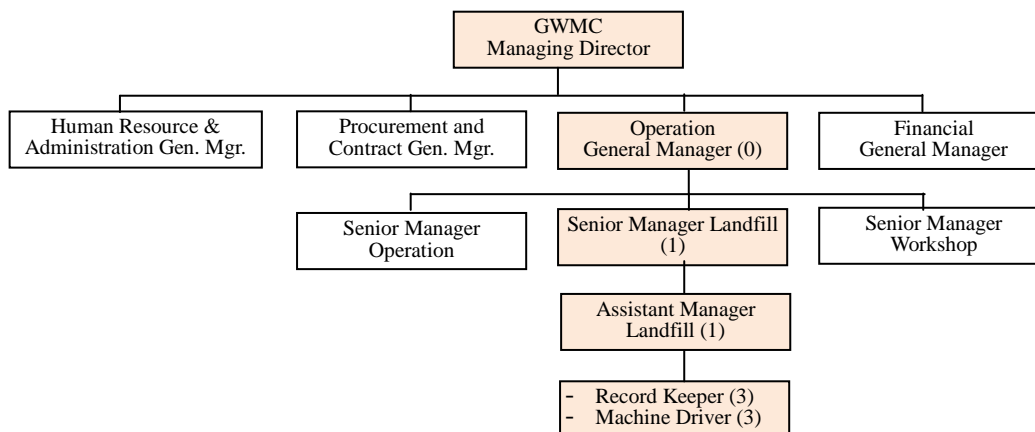 GWMC
Managing Director
Human Resource &
Administration Gen. Mgr.
Procurement and
Contract Gen. Mgr.
Operation
General Manager (0)
Financial
General Manager
Senior Manager
Operation
Senior Manager Landfill
(1)
Senior Manager
Workshop
Assistant Manager
Landfill (1)
- Record Keeper (3)
- Machine Driver (3)